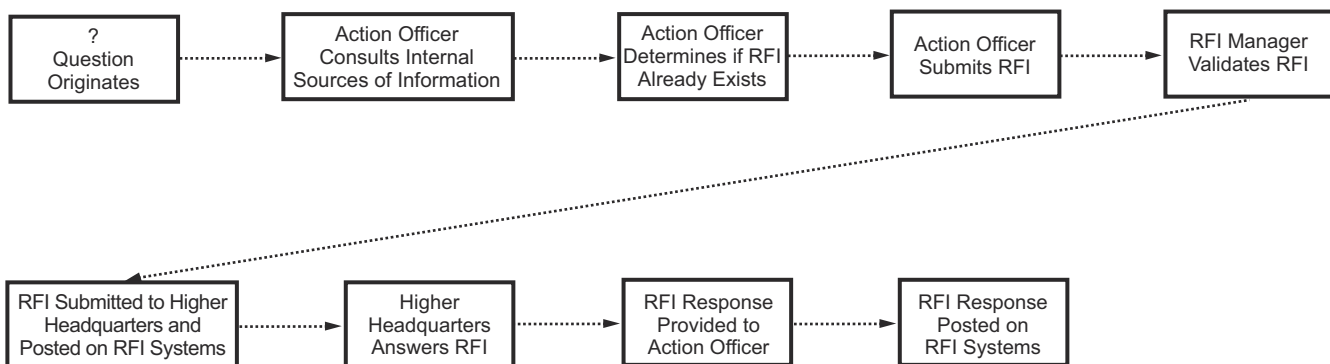 ?
Question
Originates
Action Officer
Consults Internal
Sources of Information
Action Officer
Determines if RFI
Already Exists
Action Officer
Submits RFI
RFI Manager
Validates RFI
RFI Submitted to Higher
Headquarters and
Posted on RFI Systems
Higher
Headquarters
Answers RFI
RFI Response
Provided to
Action Officer
RFI Response
Posted on
RFI Systems